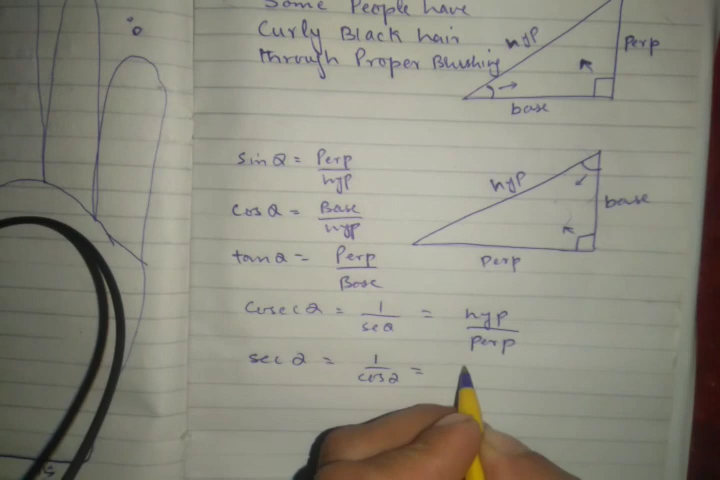 Some People have
Curly Black hair
through Proper Brushing
hyp
Perp
base
sin θ = Perp/hyp
hyp
base
Perp
cos θ = Base/hyp
tan θ = Perp/Base
cosec θ = 1/sec θ = hyp/perp
sec θ = 1/cos θ =